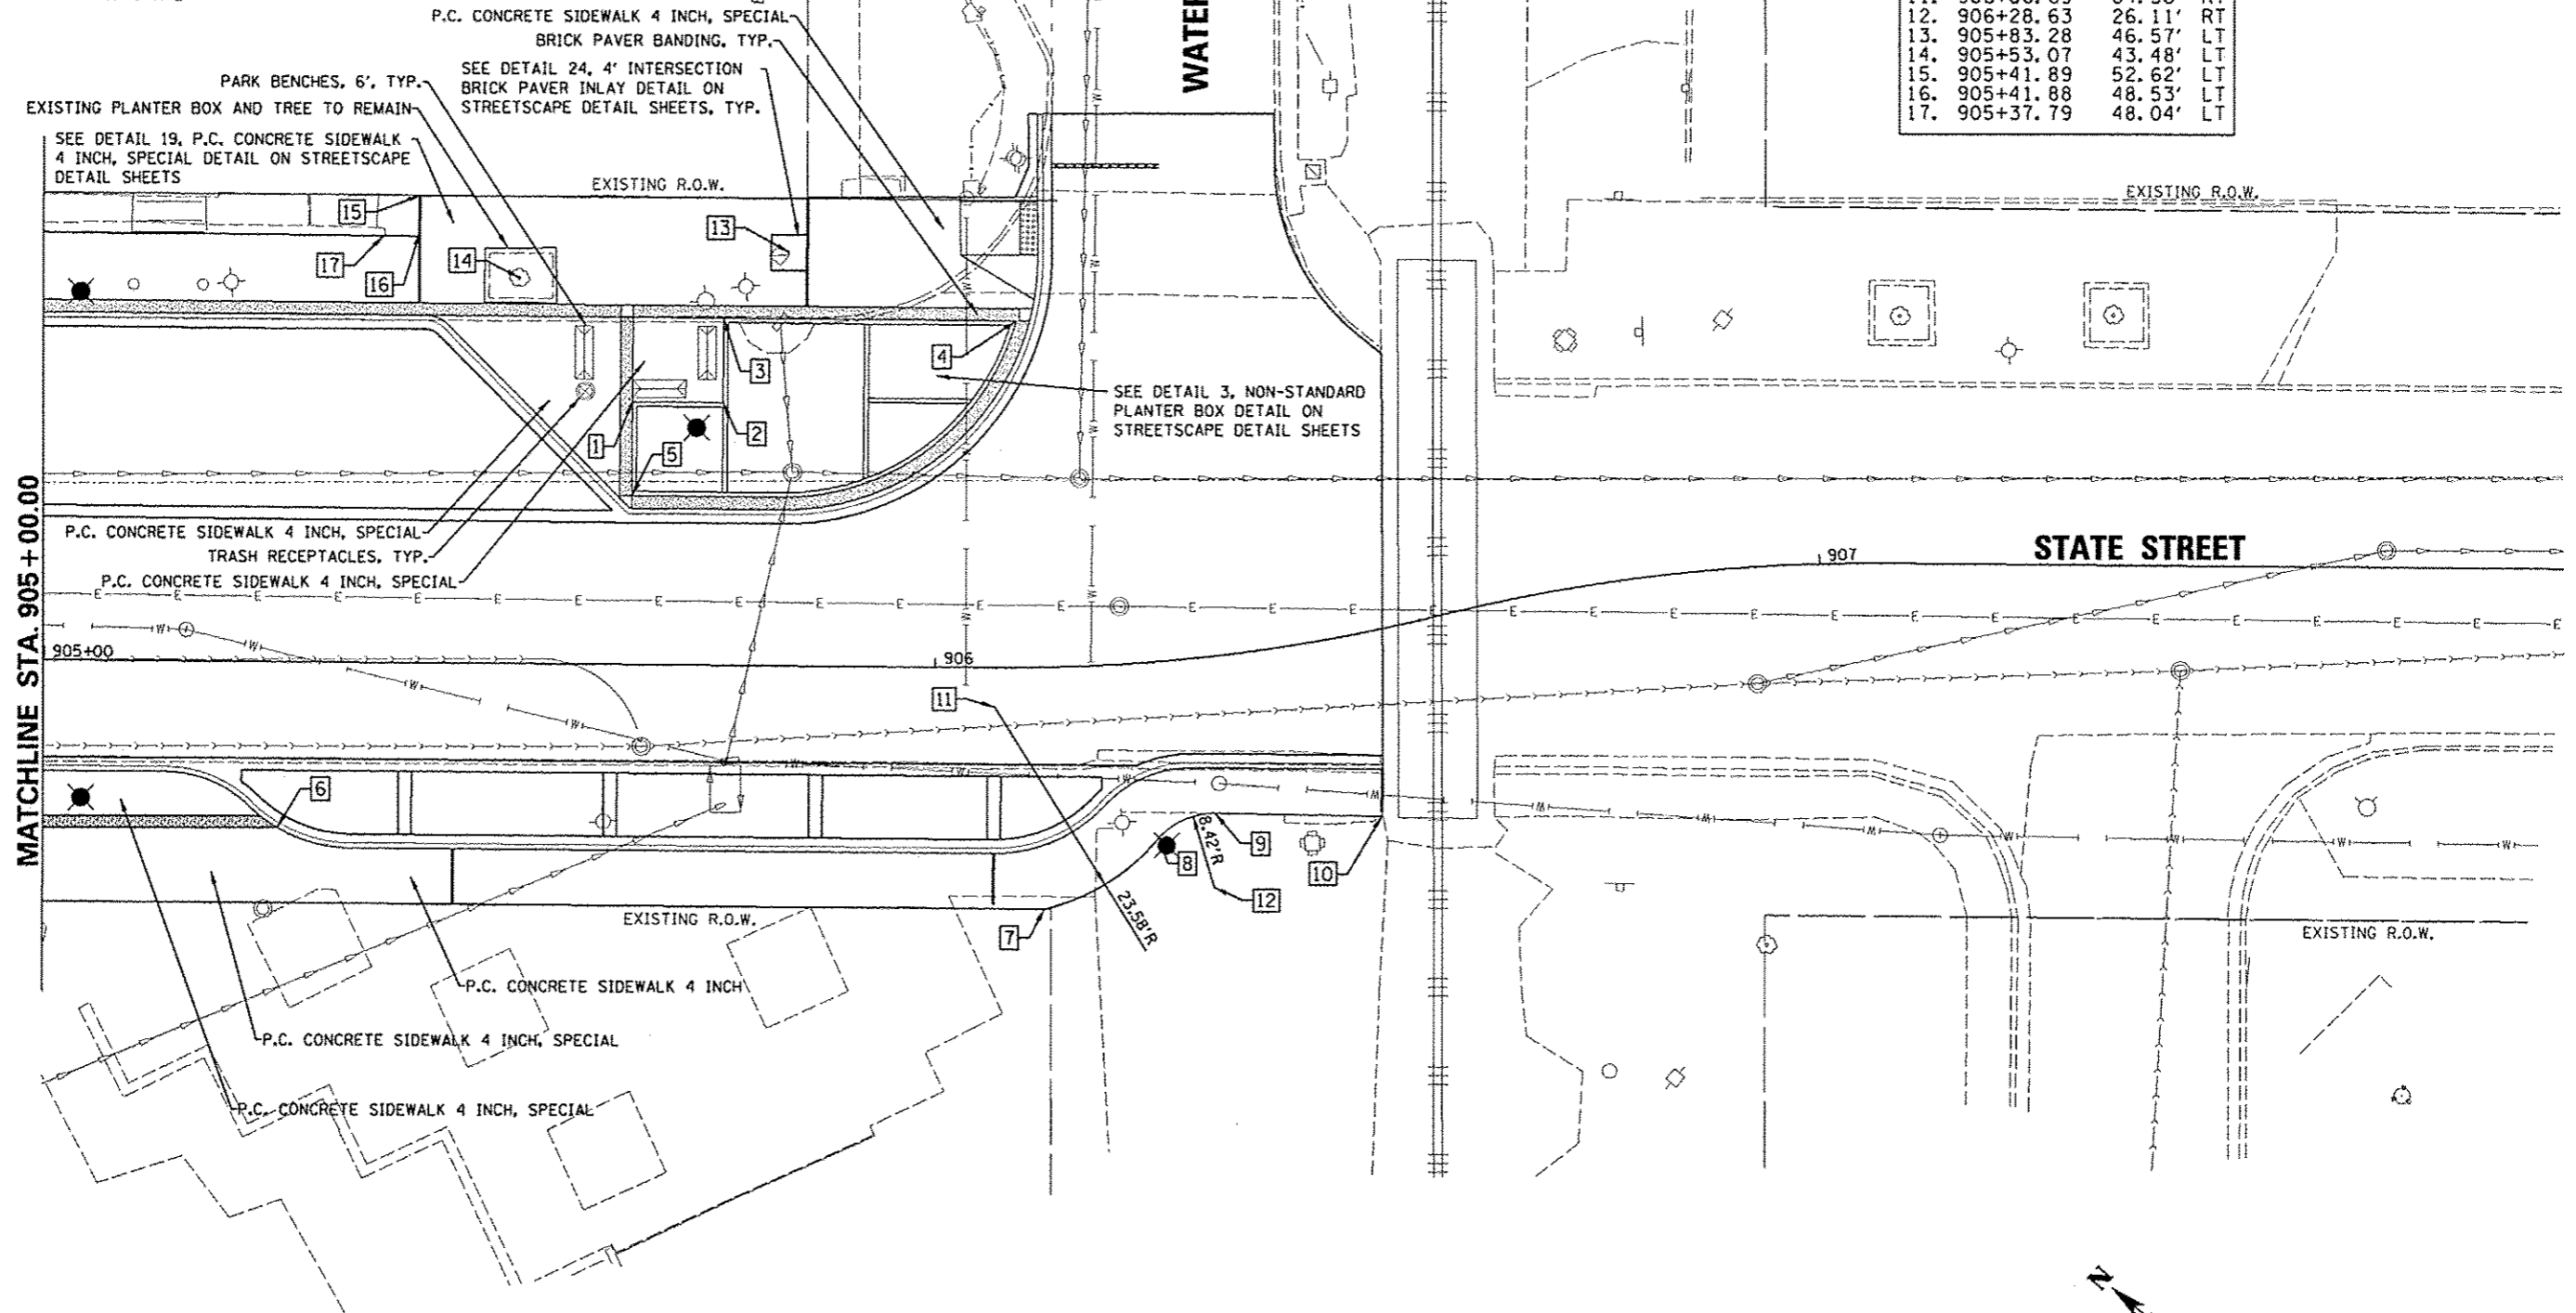 P.C. CONCRETE SIDEWALK 4 INCH, SPECIAL
BRICK PAVER BANDING, TYP.
SEE DETAIL 24, 4' INTERSECTION
BRICK PAVER INLAY DETAIL ON
STREETSCAPE DETAIL SHEETS, TYP.
PARK BENCHES, 6', TYP.
EXISTING PLANTER BOX AND TREE TO REMAIN
SEE DETAIL 19, P.C. CONCRETE SIDEWALK
4 INCH, SPECIAL DETAIL ON STREETSCAPE
DETAIL SHEETS
WATER
12. 906+28.63 26.11' RT
13. 905+83.28 46.57' LT
14. 905+53.07 43.48' LT
15. 905+41.89 52.62' LT
16. 905+41.88 48.53' LT
17. 905+37.79 48.04' LT
EXISTING R.O.W.
EXISTING R.O.W.
15
13
17
14
16
4
3
1
2
5
SEE DETAIL 3, NON-STANDARD
PLANTER BOX DETAIL ON
STREETSCAPE DETAIL SHEETS
MATCHLINE STA. 905+00.00
P.C. CONCRETE SIDEWALK 4 INCH, SPECIAL
TRASH RECEPTACLES, TYP.
P.C. CONCRETE SIDEWALK 4 INCH, SPECIAL
907
STATE STREET
905+00
906
11
6
8.42'R
9
8
10
12
23.58'R
7
EXISTING R.O.W.
EXISTING R.O.W.
P.C. CONCRETE SIDEWALK 4 INCH
P.C. CONCRETE SIDEWALK 4 INCH, SPECIAL
P.C. CONCRETE SIDEWALK 4 INCH, SPECIAL
N